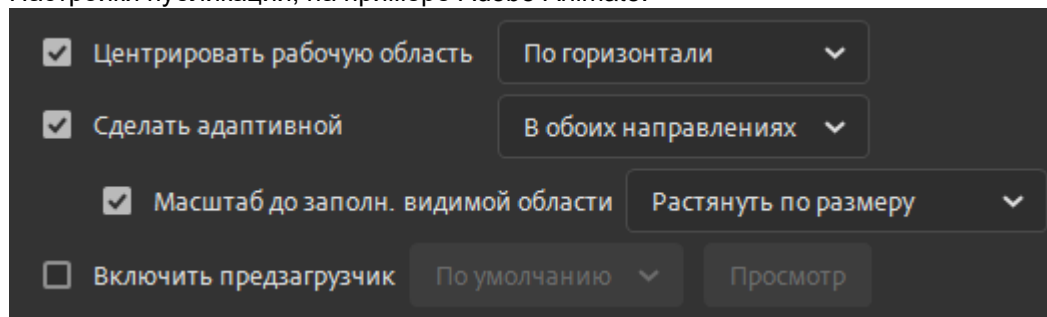 Центрировать рабочую область По горизонтали
Сделать адаптивной В обоих направлениях
Масштаб до заполн. видимой области Растянуть по размеру
Включить предзагрузчик По умолчанию Просмотр